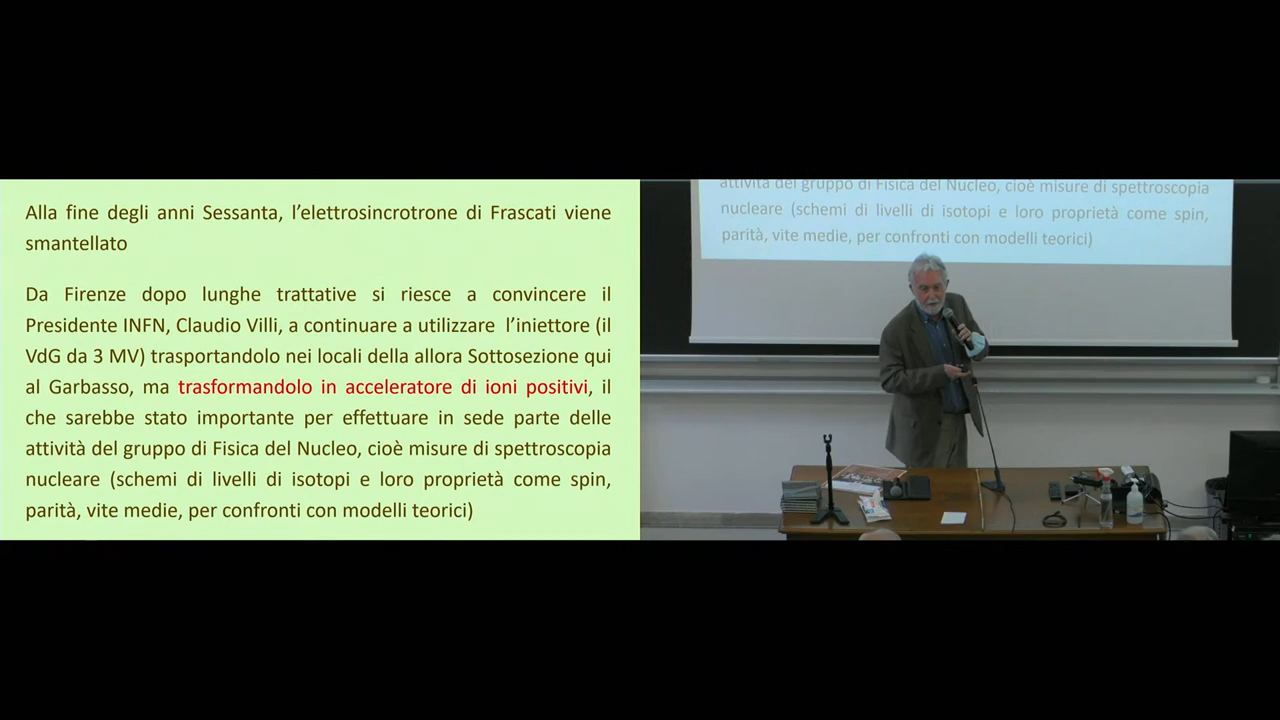 Alla fine degli anni Sessanta, l'elettrosincrotrone di Frascati viene
smantellato
Da Firenze dopo lunghe trattative si riesce a convincere il
Presidente INFN, Claudio Villi, a continuare a utilizzare l'iniettore (il
VdG da 3 MV) trasportandolo nei locali della allora Sottosezione qui
al Garbasso, ma trasformandolo in acceleratore di ioni positivi, il
che sarebbe stato importante per effettuare in sede parte delle
attività del gruppo di Fisica del Nucleo, cioè misure di spettroscopia
nucleare (schemi di livelli di isotopi e loro proprietà come spin,
parità, vite medie, per confronti con modelli teorici)
attività del gruppo di Fisica del Nucleo, cioè misure di spettroscopia
nucleare (schemi di livelli di isotopi e loro proprietà come spin,
parità, vite medie, per confronti con modelli teorici)